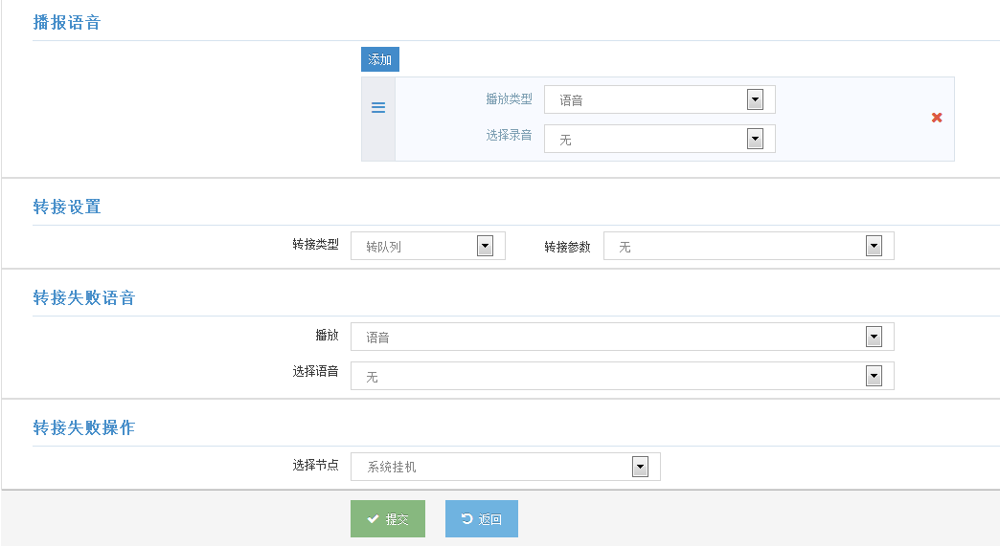 播报语音
添加
播放类型 语音
选择录音 无
转接设置
转接类型 转队列 转接参数 无
转接失败语音
播放 语音
选择语音 无
转接失败操作
选择节点 系统挂机
提交 返回